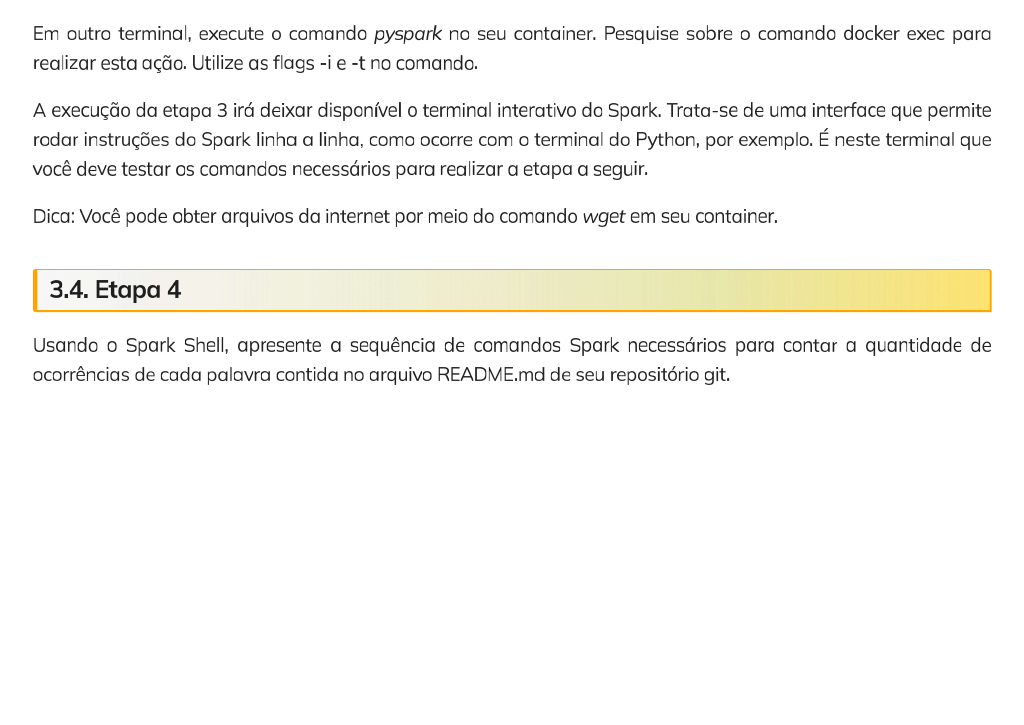 Em outro terminal, execute o comando pyspark no seu container. Pesquise sobre o comando docker exec para
realizar esta ação. Utilize as flags -i e -t no comando.
A execução da etapa 3 irá deixar disponível o terminal interativo do Spark. Trata-se de uma interface que permite
rodar instruções do Spark linha a linha, como ocorre com o terminal do Python, por exemplo. É neste terminal que
você deve testar os comandos necessários para realizar a etapa a seguir.
Dica: Você pode obter arquivos da internet por meio do comando wget em seu container.
3.4. Etapa 4
Usando o Spark Shell, apresente a sequência de comandos Spark necessários para contar a quantidade de
ocorrências de cada palavra contida no arquivo README.md de seu repositório git.